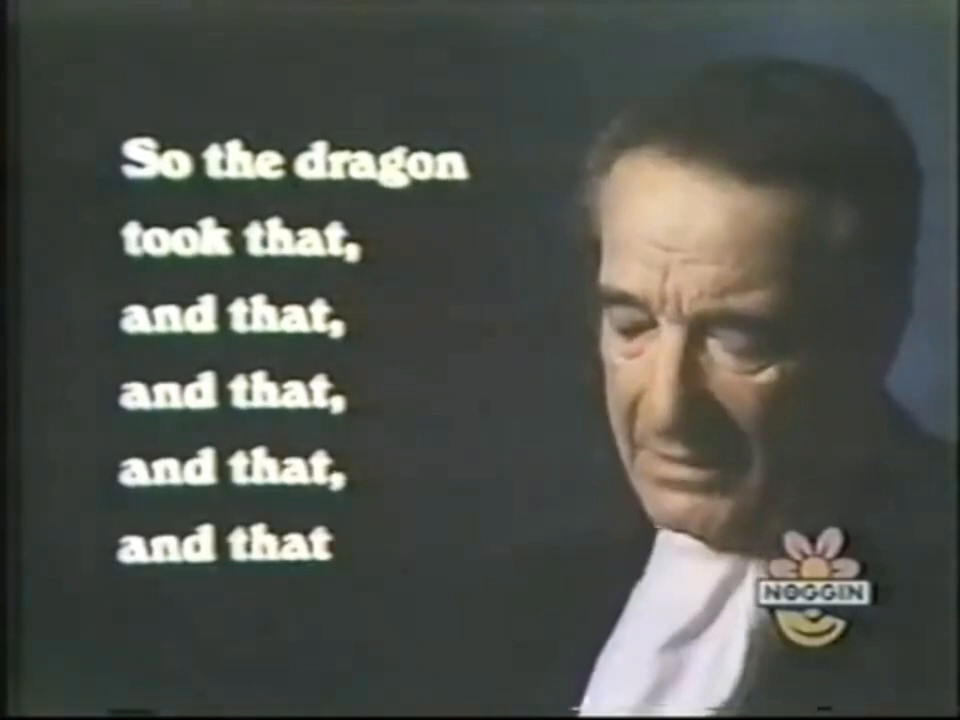 So the dragon
took that,
and that,
and that,
and that,
and that
NOGGIN